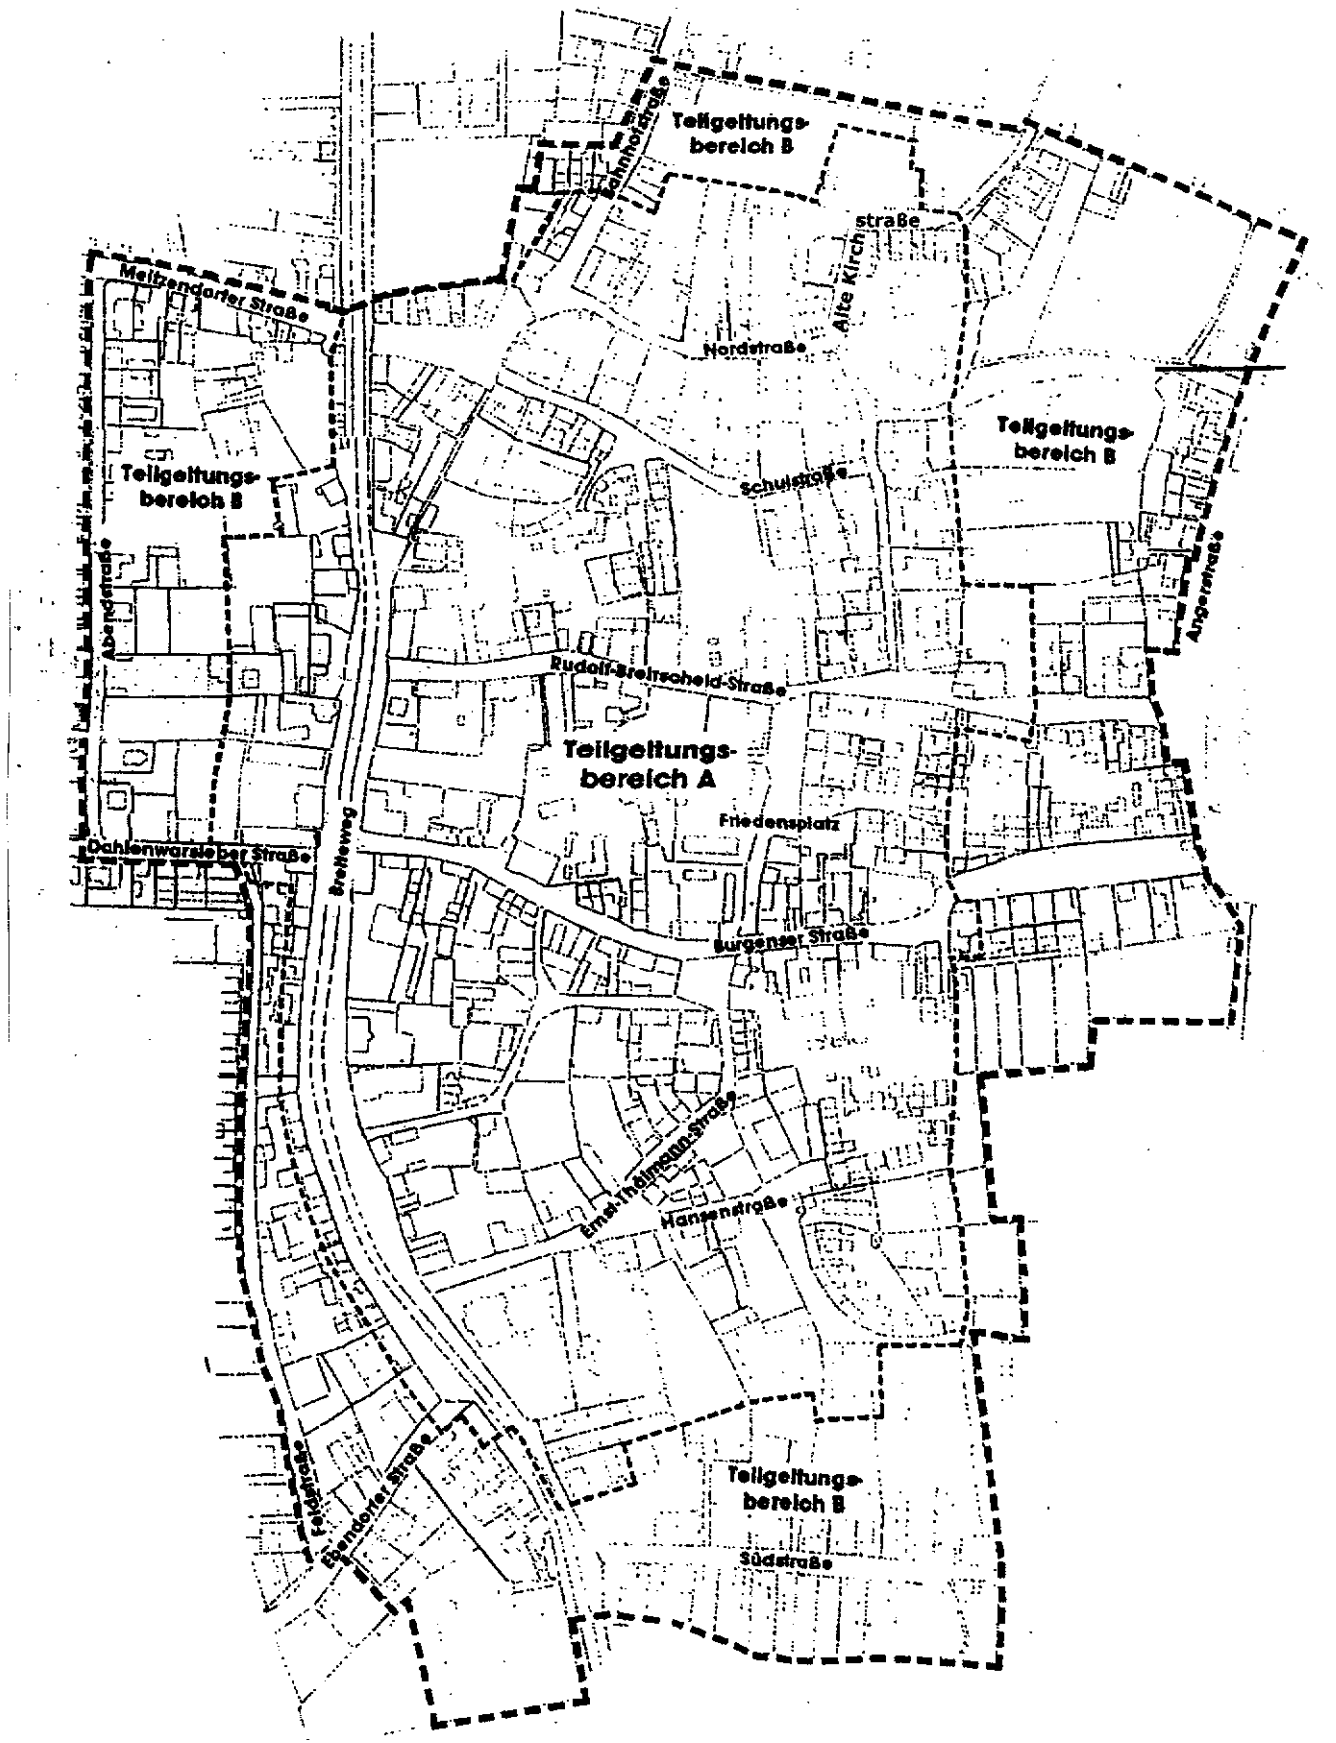 Teilgeltungs-
bereich B
Bahnhofstraße
straße
Alte Kirch
Meitzendorfer Straße
Nordstraße
Teilgeltungs-
bereich B
Teilgeltungs-
bereich B
Schulstraße
Abendstraße
Angerstraße
Rudolf-Breitscheid-Straße
Teilgeltungs-
bereich A
Friedensplatz
Breiteweg
Dahlenwarsleber Straße
Burgenser Straße
Ernst-Thälmann-Straße
Hansenstraße
Feldstraße
Ebendorfer Straße
Teilgeltungs-
bereich B
Südstraße